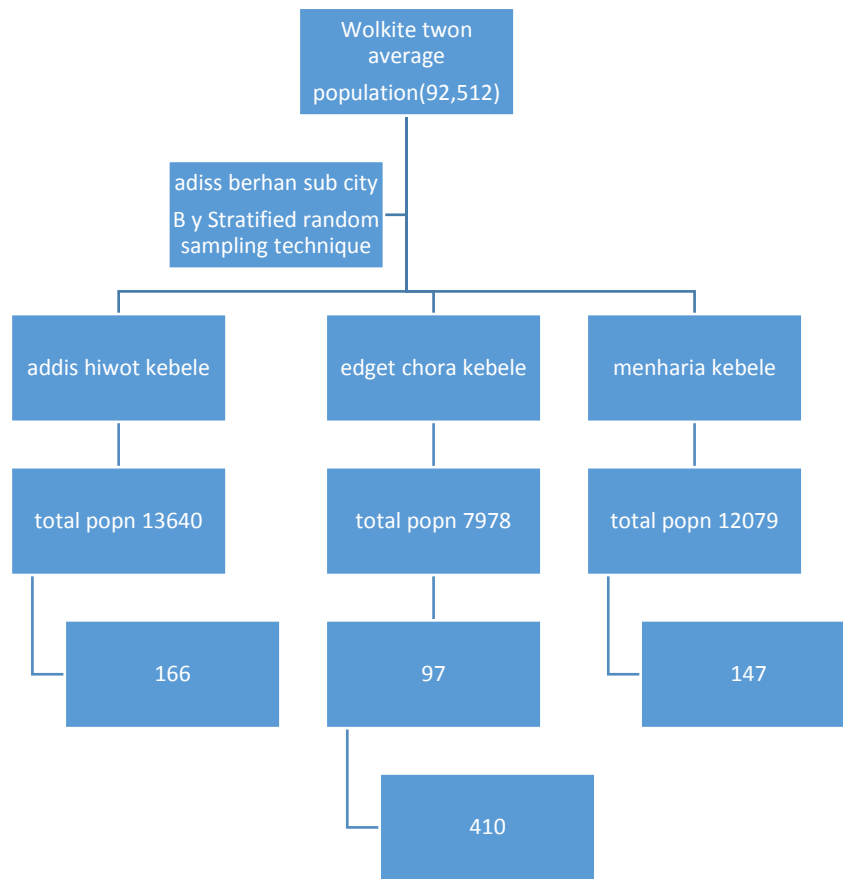 Wolkite twon
average
population(92,512)
adiss berhan sub city
B y Stratified random
sampling technique
addis hiwot kebele
edget chora kebele
menharia kebele
total popn 13640
total popn 7978
total popn 12079
166
97
147
410